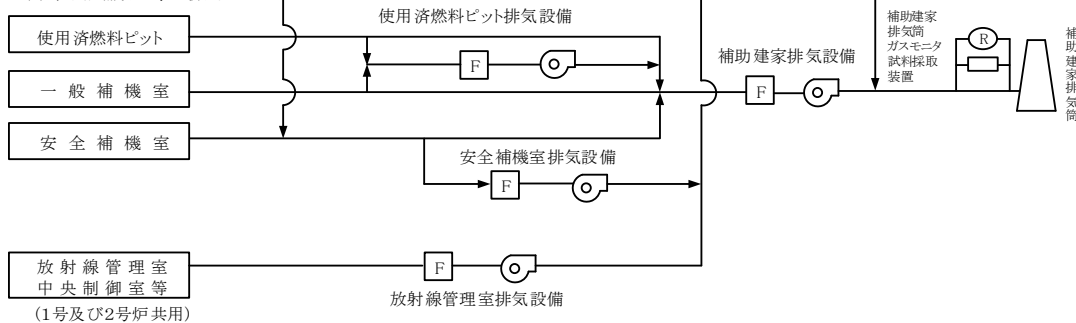 使用済燃料ピット排気設備
使用済燃料ピット
F
一般補機室
安全補機室
安全補機室排気設備
F
放射線管理室
中央制御室等
(1号及び2号炉共用)
F
放射線管理室排気設備
補助建家排気設備
F
補助建家
排気筒
ガスモニタ
試料採取
装置
R
補助建家排気筒